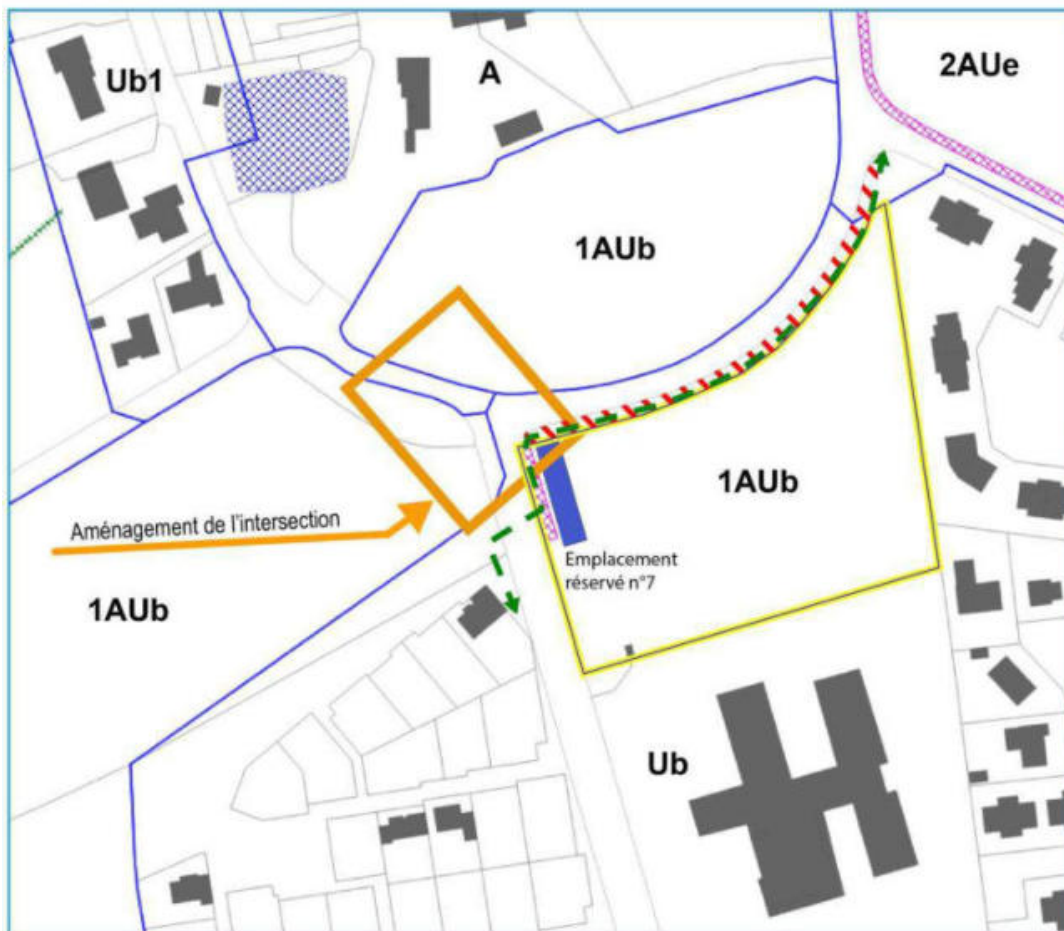 Ub1
A
2AUe
1AUb
1AUb
Aménagement de l'intersection
Emplacement
réservé n°7
1AUb
Ub